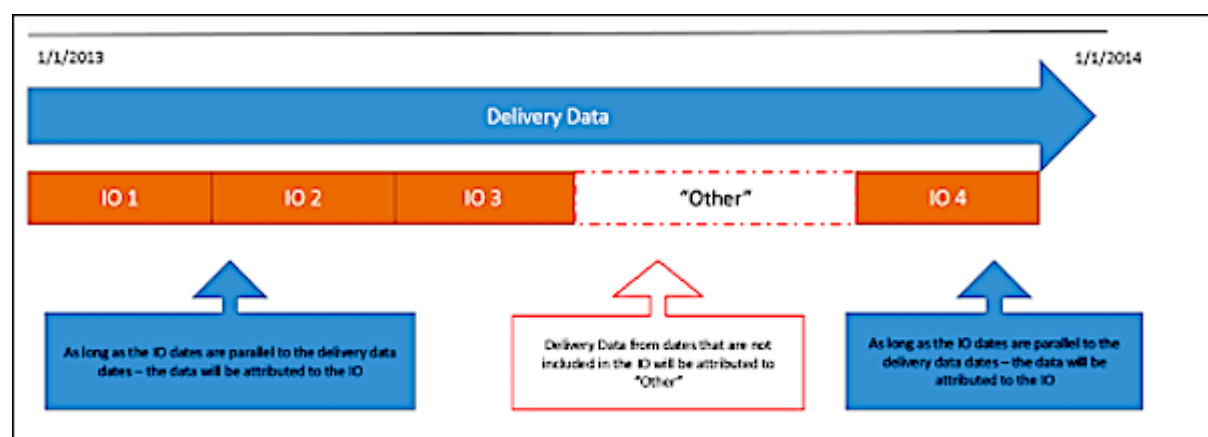 1/1/2013
1/1/2014
Delivery Data
IO 1
IO 2
IO 3
"Other"
IO 4
As long as the IO dates are parallel to the delivery data
dates – the data will be attributed to the IO
Delivery Data from dates that are not
included in the IO will be attributed to
"Other"
As long as the IO dates are parallel to the
delivery data dates – the data will be
attributed to the IO